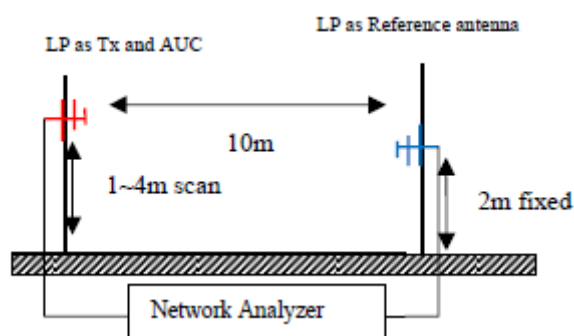 LP as Tx and AUC
LP as Reference antenna
10m
1~4m scan
2m fixed
Network Analyzer